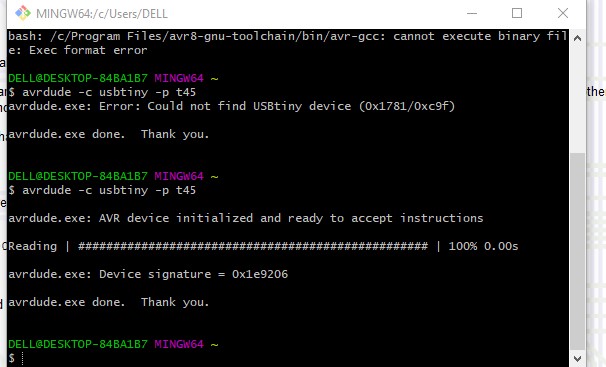 MINGW64:/c/Users/DELL
bash: /c/Program Files/avr8-gnu-toolchain/bin/avr-gcc: cannot execute binary fil
e: Exec format error
DELL@DESKTOP-84BA1B7 MINGW64 ~
$ avrdude -c usbtiny -p t45
avrdude.exe: Error: Could not find USBtiny device (0x1781/0xc9f)
avrdude.exe done.  Thank you.
DELL@DESKTOP-84BA1B7 MINGW64 ~
$ avrdude -c usbtiny -p t45
avrdude.exe: AVR device initialized and ready to accept instructions
Reading | ################################################## | 100% 0.00s
avrdude.exe: Device signature = 0x1e9206
avrdude.exe done.  Thank you.
DELL@DESKTOP-84BA1B7 MINGW64 ~
$